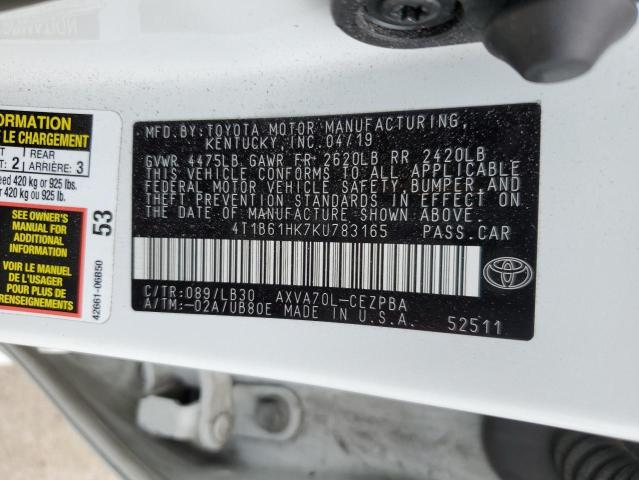 ORMATION
LE CHARGEMENT
T: 2 REAR ARRIÈRE: 3
eed 420 kg or 925 lbs.
420 kg ou 925 lb.
SEE OWNER'S
MANUAL FOR
ADDITIONAL
INFORMATION
VOIR LE MANUEL
DE L'USAGER
POUR PLUS DE
RENSEIGNEMENTS
53
42661-06B50
MFD.BY:TOYOTA MOTOR MANUFACTURING,
KENTUCKY, INC. 04/19
GVWR 4475LB GAWR FR 2620LB RR 2420LB
THIS VEHICLE CONFORMS TO ALL APPLICABLE
FEDERAL MOTOR VEHICLE SAFETY, BUMPER, AND
THEFT PREVENTION STANDARDS IN EFFECT ON
THE DATE OF MANUFACTURE SHOWN ABOVE.
4T1B61HK7KU783165 PASS.CAR
C/TR:089/LB30 AXVA70L-CEZPBA
A/TM:-02A/UB80E MADE IN U.S.A.
52511
TOYOTA